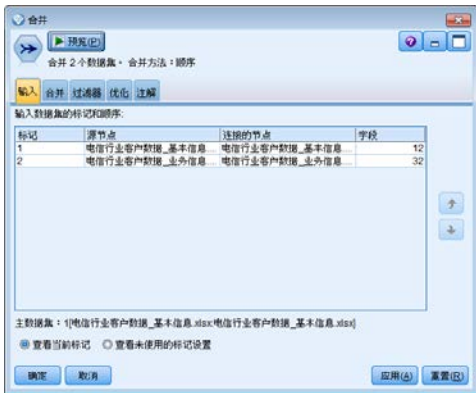 合并
预览(P)
合并 2 个数据集。 合并方法：顺序
输入 合并 过滤器 优化 注解
输入数据集的标记和顺序:
标记 源节点 连接的节点 字段
1 电信行业客户数据_基本信息.... 电信行业客户数据_基本信息.... 12
2 电信行业客户数据_业务信息.... 电信行业客户数据_业务信息.... 32
主数据集：1[电信行业客户数据_基本信息.xlsx:电信行业客户数据_基本信息.xlsx]
查看当前标记 查看未使用的标记设置
确定 取消 应用(A) 重置(R)